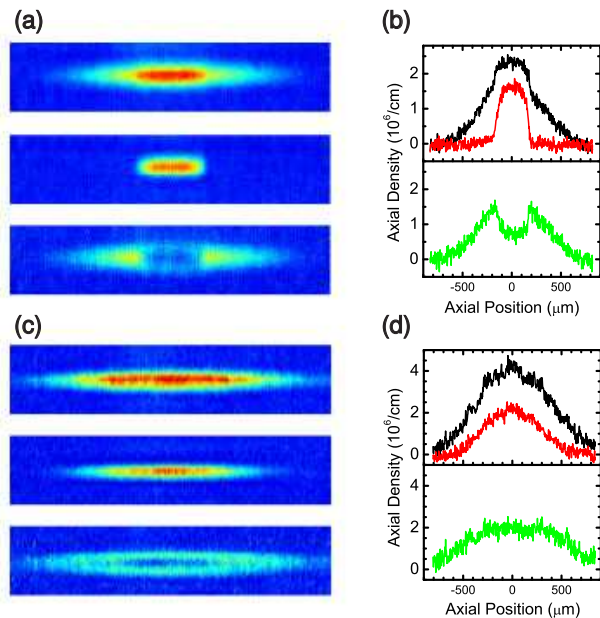 (a)
(b)
2
1
0
1
0
Axial Density (10⁶/cm)
-500 0 500
Axial Position (μm)
(c)
(d)
4
2
0
4
2
0
Axial Density (10⁶/cm)
-500 0 500
Axial Position (μm)